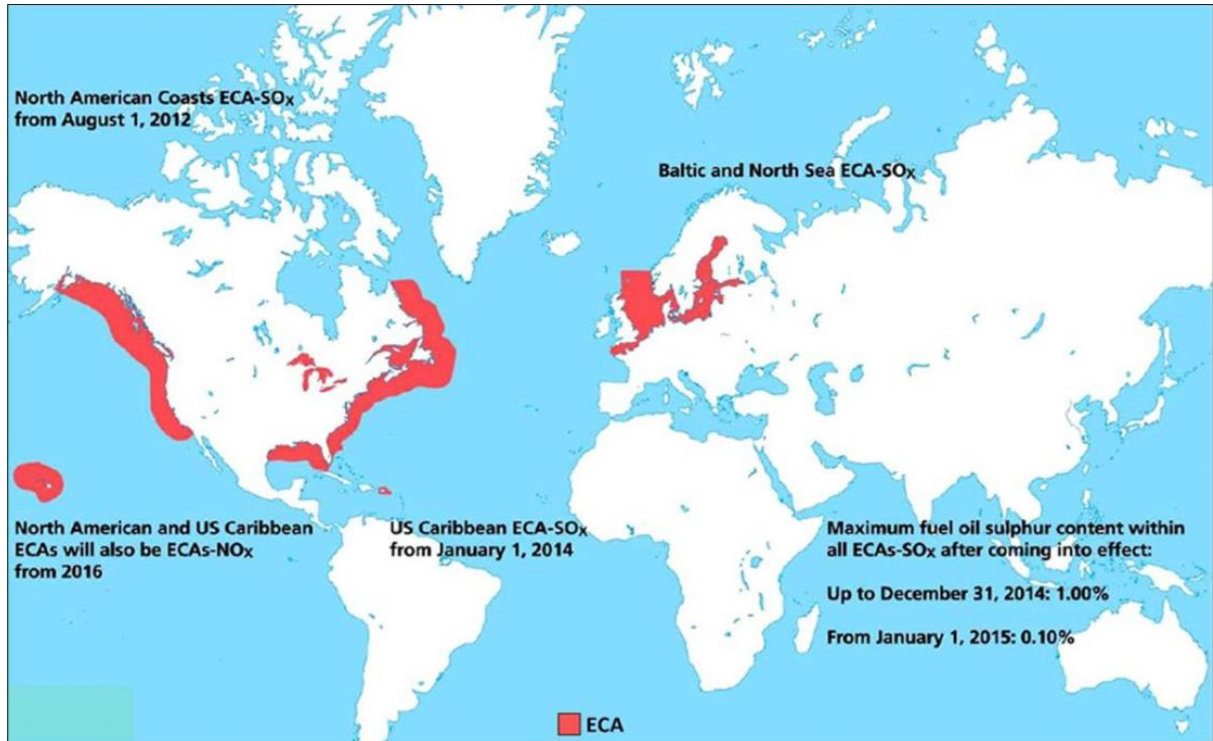 North American Coasts ECA-SOx
from August 1, 2012
Baltic and North Sea ECA-SOx
North American and US Caribbean
ECAs will also be ECAs-NOx
from 2016
US Caribbean ECA-SOx
from January 1, 2014
Maximum fuel oil sulphur content within
all ECAs-SOx after coming into effect:
Up to December 31, 2014: 1.00%
From January 1, 2015: 0.10%
ECA